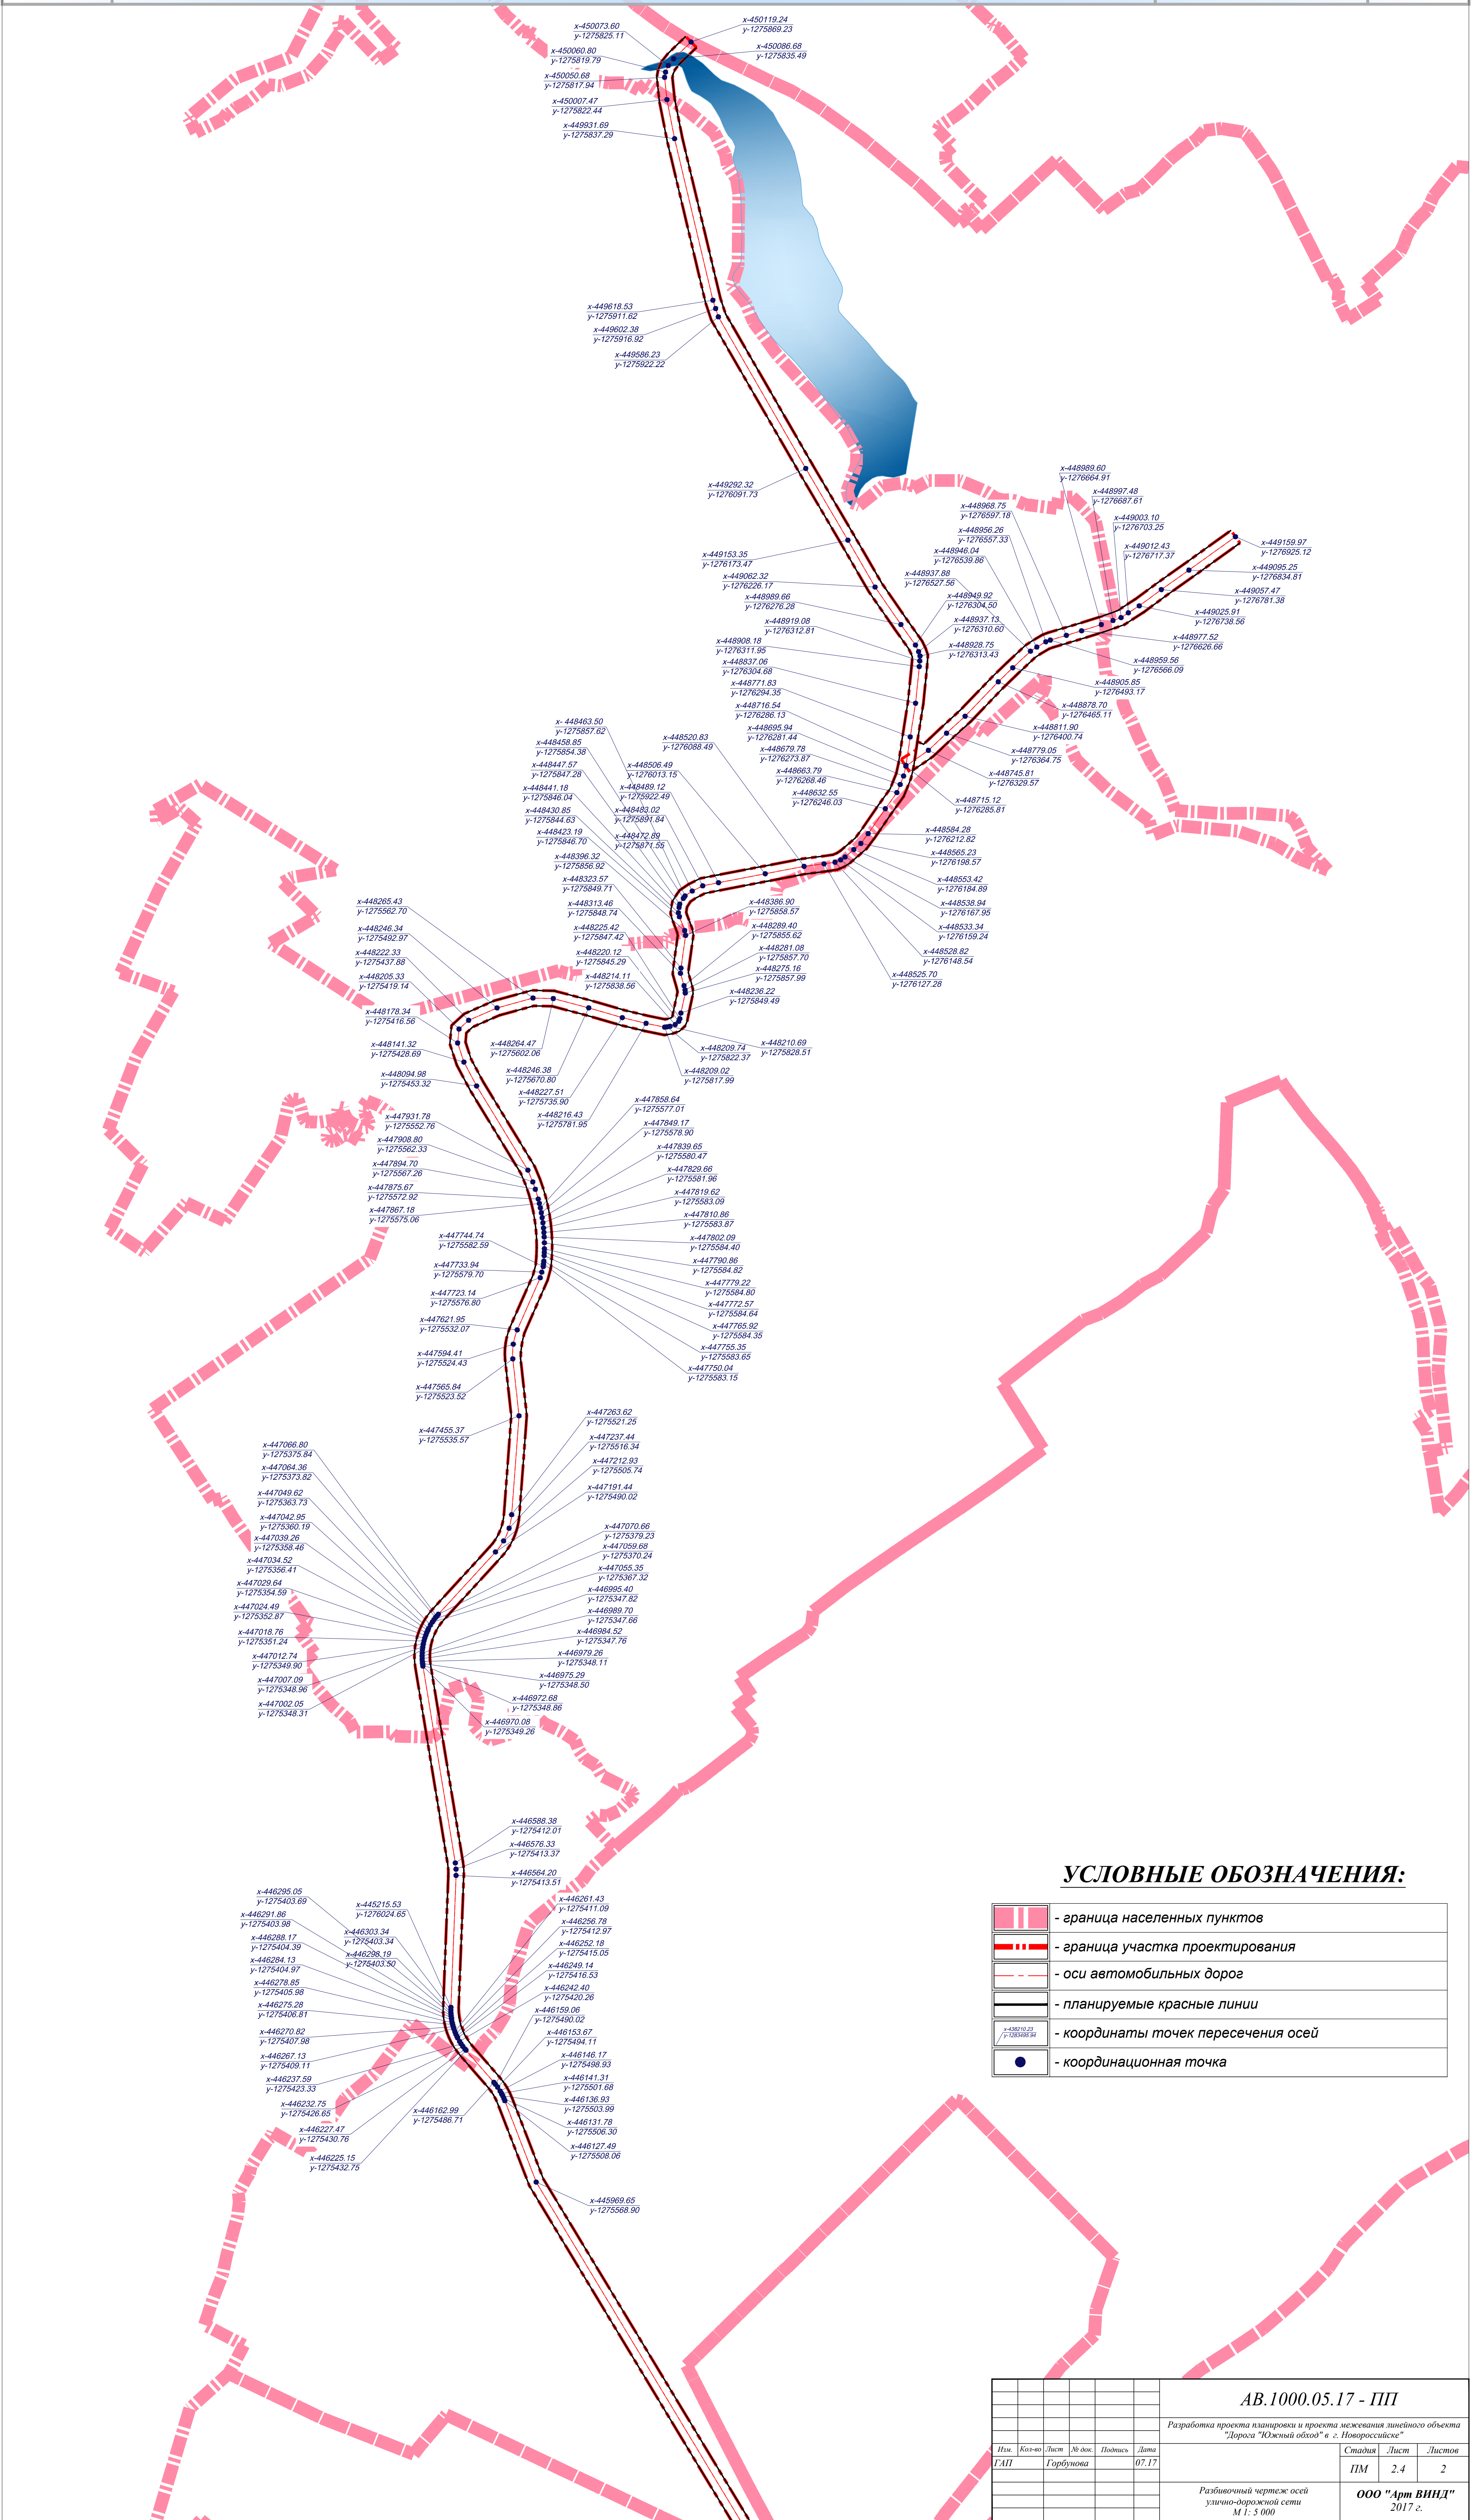 x-450073.60
y-1275825.11
x-450119.24
y-1275869.23
x-450060.80
y-1275819.79
x-450086.68
y-1275835.49
x-450050.68
y-1275817.94
x-450007.47
y-1275822.44
x-449931.69
y-1275837.29
x-449618.53
y-1275911.62
x-449602.38
y-1275916.92
x-449586.23
y-1275922.22
x-449292.32
y-1276091.73
x-449153.35
y-1276173.47
x-449062.32
y-1276226.17
x-448989.66
y-1276276.28
x-448919.08
y-1276312.81
x-448908.18
y-1276311.95
x-448837.06
y-1276304.68
x-448771.83
y-1276294.35
x-448716.54
y-1276286.13
x-448695.94
y-1276281.44
x-448679.78
y-1276273.87
x-448663.79
y-1276268.46
x-448632.55
y-1276246.03
x-448989.60
y-1276664.91
x-448997.48
y-1276687.61
x-448968.75
y-1276597.18
x-449003.10
y-1276703.25
x-448956.26
y-1276557.33
x-449012.43
y-1276717.37
x-448946.04
y-1276539.86
x-448937.88
y-1276527.56
x-449159.97
y-1276925.12
x-449095.25
y-1276834.81
x-449057.47
y-1276781.38
x-449025.91
y-1276738.56
x-448949.92
y-1276304.50
x-448937.13
y-1276310.60
x-448928.75
y-1276313.43
x-448977.52
y-1276626.66
x-448959.56
y-1276566.09
x-448905.85
y-1276493.17
x-448878.70
y-1276465.11
x-448811.90
y-1276400.74
x-448779.05
y-1276364.75
x-448745.81
y-1276329.57
x-448715.12
y-1276285.81
x-448584.28
y-1276212.82
x-448565.23
y-1276198.57
x-448553.42
y-1276184.89
x-448538.94
y-1276167.95
x-448533.34
y-1276159.24
x-448528.82
y-1276148.54
x-448525.70
y-1276127.28
x- 448463.50
y-1275857.62
x-448520.83
y-1276088.49
x-448458.85
y-1275854.38
x-448447.57
y-1275847.28
x-448506.49
y-1276013.15
x-448441.18
y-1275846.04
x-448489.12
y-1275922.49
x-448430.85
y-1275844.63
x-448483.02
y-1275891.84
x-448423.19
y-1275846.70
x-448472.89
y-1275871.55
x-448396.32
y-1275856.92
x-448323.57
y-1275849.71
x-448313.46
y-1275848.74
x-448225.42
y-1275847.42
x-448220.12
y-1275845.29
x-448214.11
y-1275838.56
x-448386.90
y-1275858.57
x-448289.40
y-1275855.62
x-448281.08
y-1275857.70
x-448275.16
y-1275857.99
x-448236.22
y-1275849.49
x-448210.69
y-1275828.51
x-448209.74
y-1275822.37
x-448209.02
y-1275817.99
x-448265.43
y-1275562.70
x-448246.34
y-1275492.97
x-448222.33
y-1275437.88
x-448205.33
y-1275419.14
x-448178.34
y-1275416.56
x-448141.32
y-1275428.69
x-448094.98
y-1275453.32
x-448264.47
y-1275602.06
x-448246.38
y-1275670.80
x-448227.51
y-1275735.90
x-448216.43
y-1275781.95
x-447931.78
y-1275552.76
x-447908.80
y-1275562.33
x-447894.70
y-1275567.26
x-447875.67
y-1275572.92
x-447867.18
y-1275575.06
x-447858.64
y-1275577.01
x-447849.17
y-1275578.90
x-447839.65
y-1275580.47
x-447829.66
y-1275581.96
x-447819.62
y-1275583.09
x-447810.86
y-1275583.87
x-447802.09
y-1275584.40
x-447790.86
y-1275584.82
x-447779.22
y-1275584.80
x-447772.57
y-1275584.64
x-447765.92
y-1275584.35
x-447755.35
y-1275583.65
x-447750.04
y-1275583.15
x-447744.74
y-1275582.59
x-447733.94
y-1275579.70
x-447723.14
y-1275576.80
x-447621.95
y-1275532.07
x-447594.41
y-1275524.43
x-447565.84
y-1275523.52
x-447455.37
y-1275535.57
x-447263.62
y-1275521.25
x-447237.44
y-1275516.34
x-447212.93
y-1275505.74
x-447191.44
y-1275490.02
x-447066.80
y-1275375.84
x-447064.36
y-1275373.82
x-447049.62
y-1275363.73
x-447042.95
y-1275360.19
x-447039.26
y-1275358.46
x-447034.52
y-1275356.41
x-447029.64
y-1275354.59
x-447024.49
y-1275352.87
x-447018.76
y-1275351.24
x-447012.74
y-1275349.90
x-447007.09
y-1275348.96
x-447002.05
y-1275348.31
x-447070.66
y-1275379.23
x-447059.68
y-1275370.24
x-447055.35
y-1275367.32
x-446995.40
y-1275347.82
x-446989.70
y-1275347.66
x-446984.52
y-1275347.76
x-446979.26
y-1275348.11
x-446975.29
y-1275348.50
x-446972.68
y-1275348.86
x-446970.08
y-1275349.26
x-446588.38
y-1275412.01
x-446576.33
y-1275413.37
x-446564.20
y-1275413.51
x-446295.05
y-1275403.69
x-446291.86
y-1275403.98
x-446288.17
y-1275404.39
x-446284.13
y-1275404.97
x-446278.85
y-1275405.98
x-446275.28
y-1275406.81
x-446270.82
y-1275407.98
x-446267.13
y-1275409.11
x-446237.59
y-1275423.33
x-446232.75
y-1275426.65
x-446227.47
y-1275430.76
x-446225.15
y-1275432.75
x-445215.53
y-1276024.65
x-446303.34
y-1275403.34
x-446298.19
y-1275403.50
x-446261.43
y-1275411.09
x-446256.78
y-1275412.97
x-446252.18
y-1275415.05
x-446249.14
y-1275416.53
x-446242.40
y-1275420.26
x-446159.06
y-1275490.02
x-446153.67
y-1275494.11
x-446146.17
y-1275498.93
x-446141.31
y-1275501.68
x-446136.93
y-1275503.99
x-446131.78
y-1275506.30
x-446127.49
y-1275508.06
x-446162.99
y-1275486.71
x-445969.65
y-1275568.90
УСЛОВНЫЕ ОБОЗНАЧЕНИЯ:
- граница населенных пунктов
- граница участка проектирования
- оси автомобильных дорог
- планируемые красные линии
x-438210.23
y-1283495.94
- координаты точек пересечения осей
- координационная точка
АВ.1000.05.17 - ПП
Разработка проекта планировки и проекта межевания линейного объекта
"Дорога "Южный обход" в г. Новороссийске"
Изм. Кол-во Лист № док. Подпись Дата
ГАП Горбунова 07.17
Стадия Лист Листов
ПМ 2.4 2
Разбивочный чертеж осей
улично-дорожной сети
М 1: 5 000
ООО "Арт ВИНД"
2017 г.